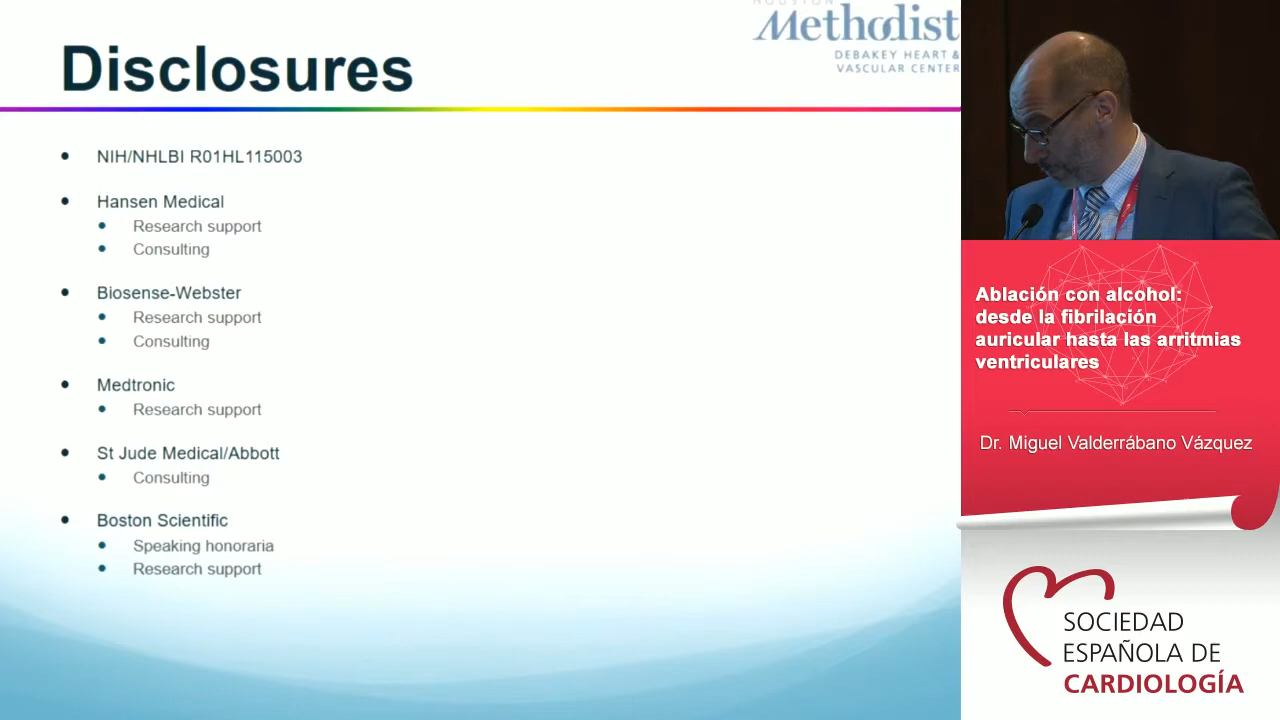 HOUSTON
Methodist
DEBAKEY HEART &
VASCULAR CENTER
Disclosures
• NIH/NHLBI R01HL115003
• Hansen Medical
• Research support
• Consulting
• Biosense-Webster
• Research support
• Consulting
• Medtronic
• Research support
• St Jude Medical/Abbott
• Consulting
• Boston Scientific
• Speaking honoraria
• Research support
Ablación con alcohol:
desde la fibrilación
auricular hasta las arritmias
ventriculares
Dr. Miguel Valderrábano Vázquez
SOCIEDAD
ESPAÑOLA DE
CARDIOLOGÍA